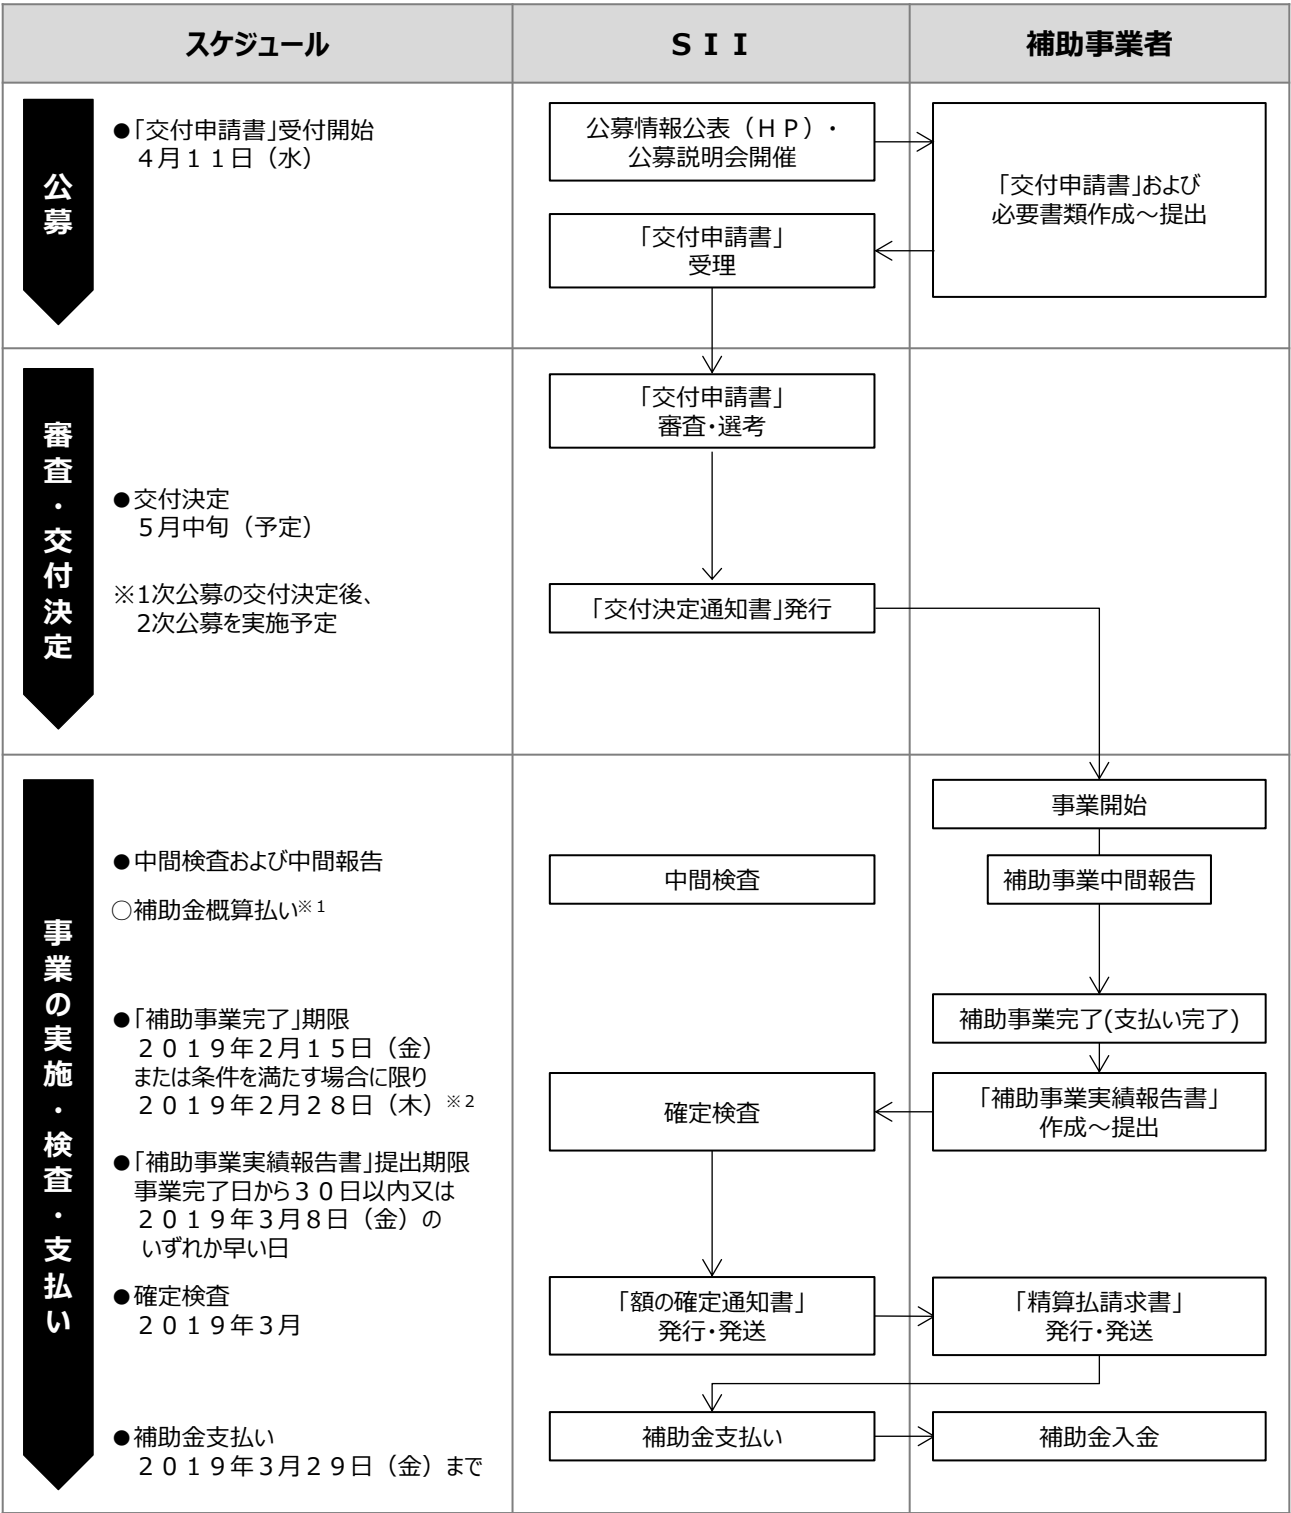 スケジュール
ＳＩＩ
補助事業者
公募
●「交付申請書」受付開始
４月１１日（水）
公募情報公表（ＨＰ）・
公募説明会開催
「交付申請書」および
必要書類作成～提出
「交付申請書」
受理
審査・交付決定
「交付申請書」
審査・選考
●交付決定
５月中旬（予定）
※1次公募の交付決定後、
2次公募を実施予定
「交付決定通知書」発行
事業の実施・検査・支払い
事業開始
●中間検査および中間報告
中間検査
補助事業中間報告
○補助金概算払い※１
●「補助事業完了」期限
２０１９年２月１５日（金）
または条件を満たす場合に限り
２０１９年２月２８日（木）※２
補助事業完了(支払い完了)
確定検査
「補助事業実績報告書」
作成～提出
●「補助事業実績報告書」提出期限
事業完了日から３０日以内又は
２０１９年３月８日（金）の
いずれか早い日
●確定検査
２０１９年３月
「額の確定通知書」
発行・発送
「精算払請求書」
発行・発送
●補助金支払い
２０１９年３月２９日（金）まで
補助金支払い
補助金入金